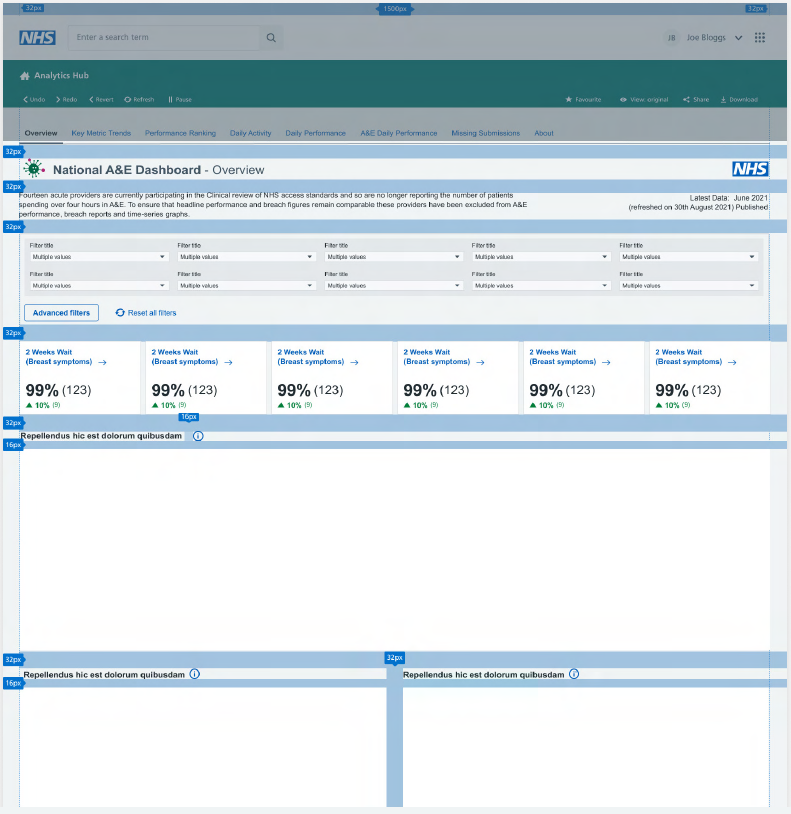 32px
1500px
32px
NHS
Enter a search term
JB Joe Bloggs
Analytics Hub
Undo Redo Revert Refresh Pause Favourite View: original Share Download
Overview Key Metric Trends Performance Ranking Daily Activity Daily Performance A&E Daily Performance Missing Submissions About
32px
National A&E Dashboard - Overview
NHS
32px
Fourteen acute providers are currently participating in the Clinical review of NHS access standards and so are no longer reporting the number of patients
spending over four hours in A&E. To ensure that headline performance and breach figures remain comparable these providers have been excluded from A&E
performance, breach reports and time-series graphs.
Latest Data: June 2021
(refreshed on 30th August 2021) Published
32px
Filter title Filter title Filter title Filter title Filter title
Multiple values Multiple values Multiple values Multiple values Multiple values
Filter title Filter title Filter title Filter title Filter title
Multiple values Multiple values Multiple values Multiple values Multiple values
Advanced filters Reset all filters
32px
2 Weeks Wait 2 Weeks Wait 2 Weeks Wait 2 Weeks Wait 2 Weeks Wait 2 Weeks Wait
(Breast symptoms) → (Breast symptoms) → (Breast symptoms) → (Breast symptoms) → (Breast symptoms) → (Breast symptoms) →
99% (123) 99% (123) 99% (123) 99% (123) 99% (123) 99% (123)
▲ 10% (9) ▲ 10% (9) ▲ 10% (9) ▲ 10% (9) ▲ 10% (9) ▲ 10% (9)
16px
32px
Repellendus hic est dolorum quibusdam
16px
32px
32px
Repellendus hic est dolorum quibusdam Repellendus hic est dolorum quibusdam
16px